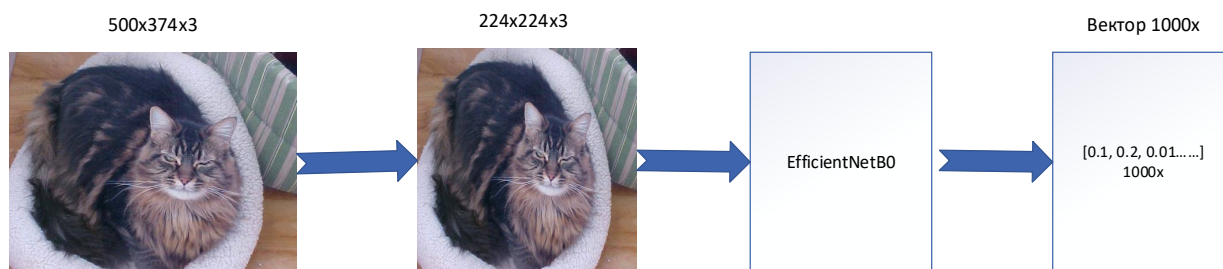 500x374x3
224x224x3
Вектор 1000x
EfficientNetB0
[0.1, 0.2, 0.01......]
1000x